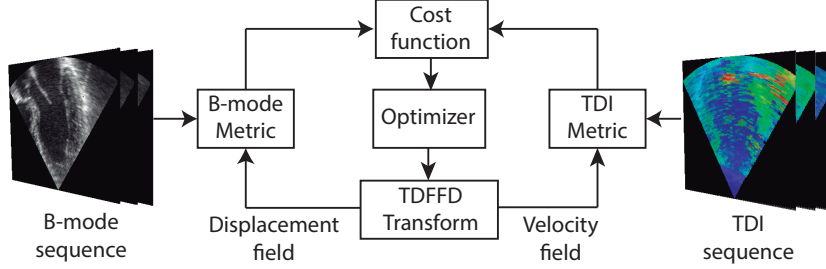 Cost
function
B-mode
Metric
Optimizer
TDI
Metric
TDFFD
Transform
B-mode
sequence
Displacement
field
Velocity
field
TDI
sequence